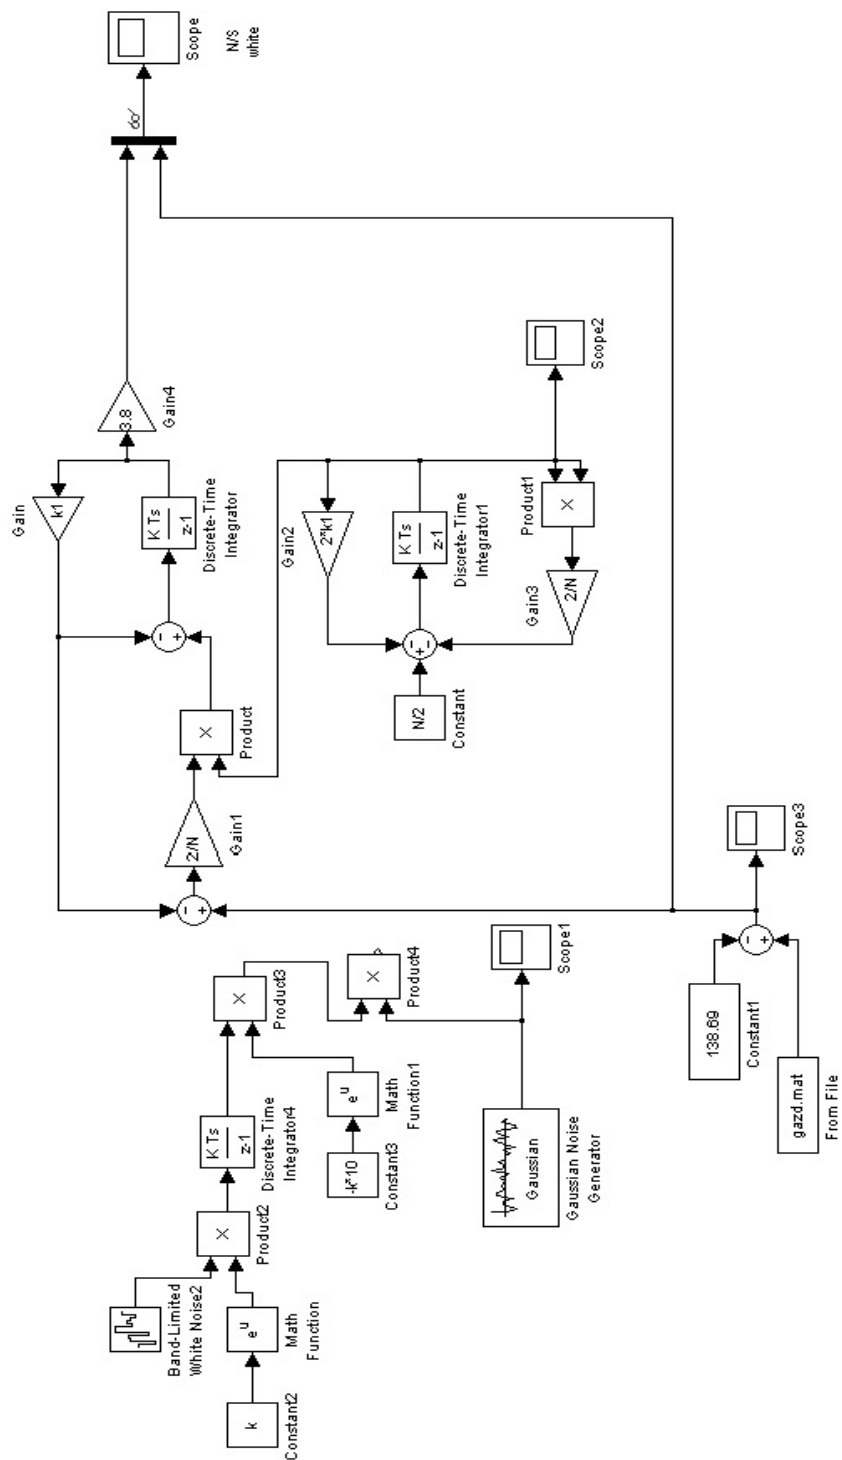 Band-Limited
White Noise2
k
Constant2
e^u
Math
Function
×
Product2
K Ts
z-1
Discrete-Time
Integrator4
-k*10
Constant3
e^u
Math
Function1
×
Product3
×
Product4
Gaussian
Gaussian Noise
Generator
Scope1
138.69
Constant1
gazd.mat
From File
- +
Scope3
- +
2/N
Gain1
×
Product
- +
K Ts
z-1
Discrete-Time
Integrator
k1
Gain
3.8
Gain4
N/2
Constant
- + -
2*k1
Gain2
K Ts
z-1
Discrete-Time
Integrator1
2/N
Gain3
×
Product1
Scope2
Scope
N/S
white